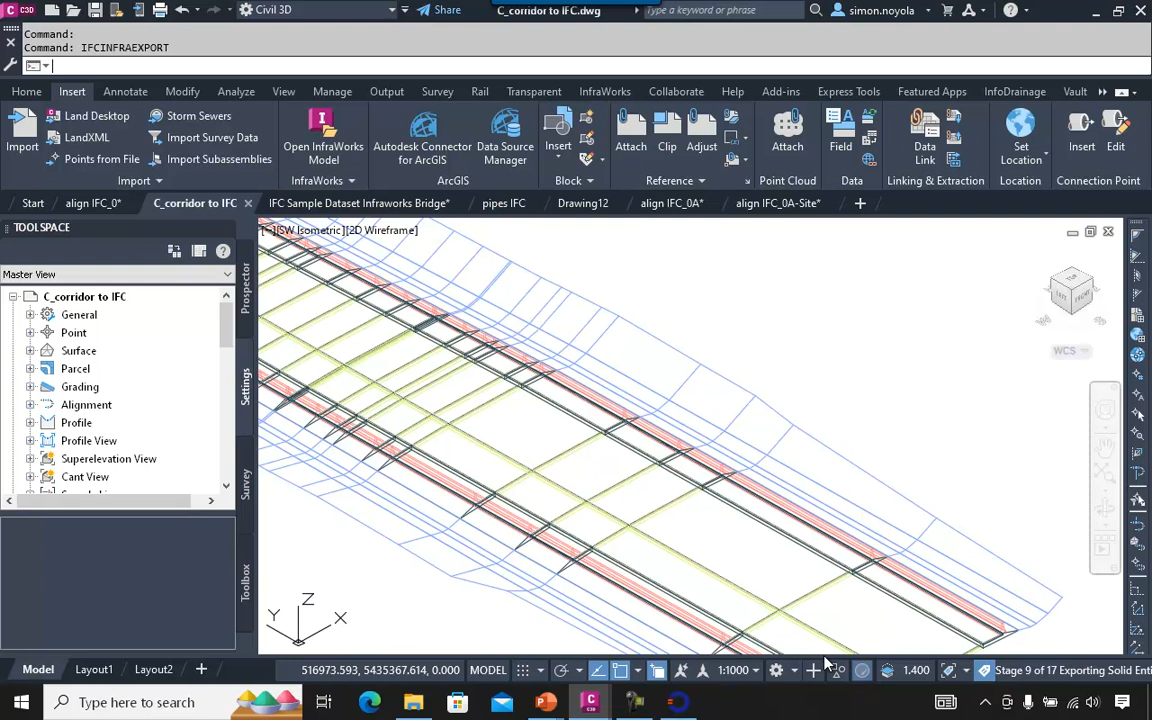 C3D
Civil 3D
Share
C_corridor to IFC.dwg
Type a keyword or phrase
simon.noyola
Command:
Command: IFCINFRAEXPORT
Home Insert Annotate Modify Analyze View Manage Output Survey Rail Transparent InfraWorks Collaborate Help Add-ins Express Tools Featured Apps InfoDrainage Vault
Import
Land Desktop
LandXML
Points from File
Storm Sewers
Import Survey Data
Import Subassemblies
Import
Open InfraWorks
Model
InfraWorks
Autodesk Connector
for ArcGIS
Data Source
Manager
ArcGIS
Insert
Block
Attach
Clip
Adjust
Reference
Attach
Point Cloud
Field
Data
Data
Link
Linking & Extraction
Set
Location
Location
Insert
Edit
Connection Point
Start
align IFC_0*
C_corridor to IFC
IFC Sample Dataset Infraworks Bridge*
pipes IFC
Drawing12
align IFC_0A*
align IFC_0A-Site*
TOOLSPACE
Master View
C_corridor to IFC
General
Point
Surface
Parcel
Grading
Alignment
Profile
Profile View
Superelevation View
Cant View
Prospector
Settings
Survey
Toolbox
[-][SW Isometric][2D Wireframe]
TOP
LEFT
FRONT
WCS
Z
Y
X
Model
Layout1
Layout2
516973.593, 5435367.614, 0.000
MODEL
1:1000
1.400
Stage 9 of 17 Exporting Solid Enti
Type here to search
C3D